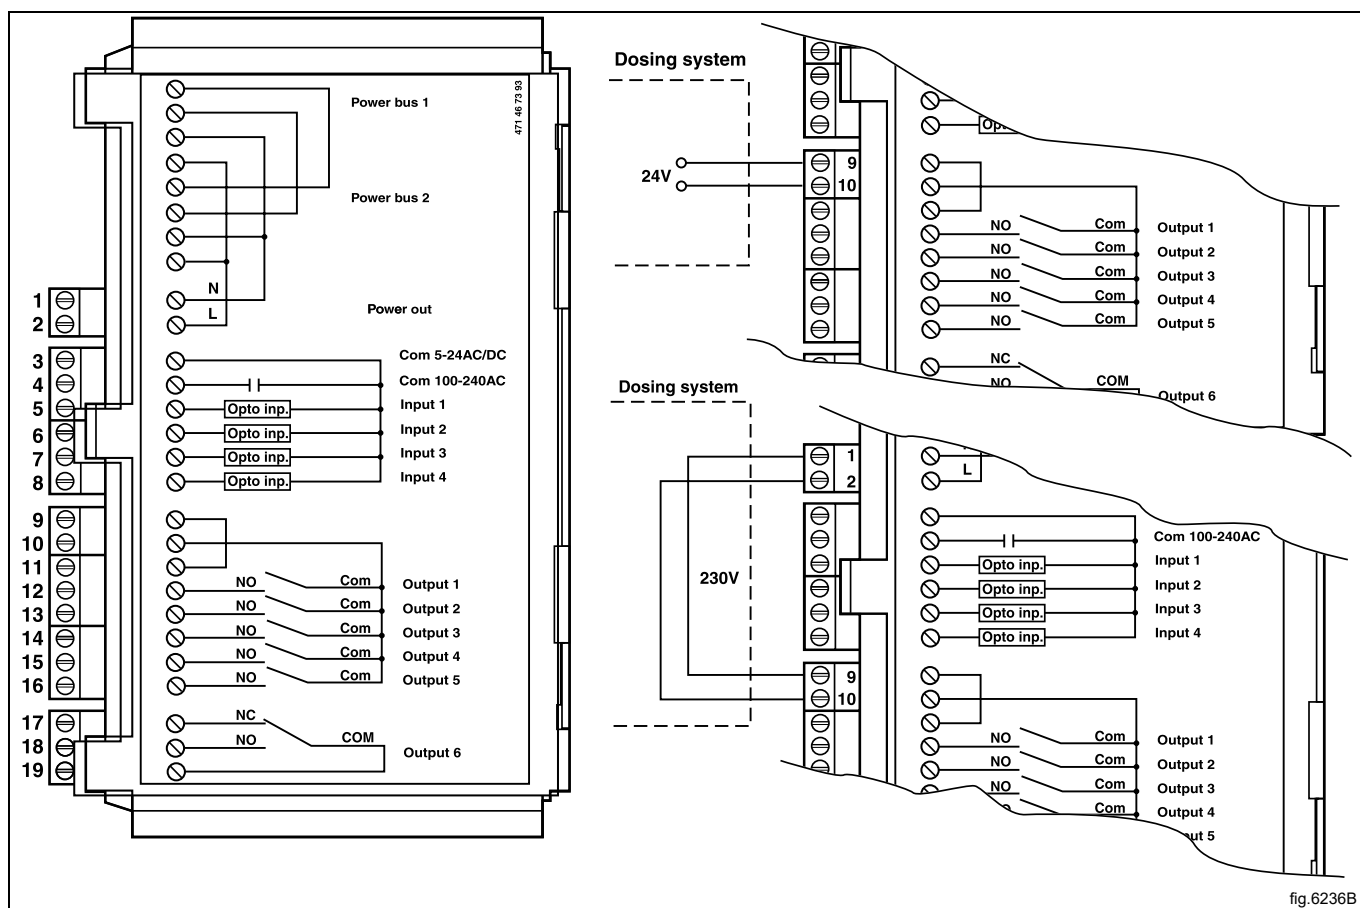 471 46 73 93
Power bus 1
Power bus 2
N
L
Power out
1
2
3
4
5
6
7
8
9
10
11
12
13
14
15
16
17
18
19
Com 5-24AC/DC
Com 100-240AC
Opto inp. Input 1
Opto inp. Input 2
Opto inp. Input 3
Opto inp. Input 4
NO Com Output 1
NO Com Output 2
NO Com Output 3
NO Com Output 4
NO Com Output 5
NC
NO COM Output 6
Dosing system
24V
9
10
Opt
NO Com Output 1
NO Com Output 2
NO Com Output 3
NO Com Output 4
NO Com Output 5
NC
NO COM Output 6
Dosing system
230V
1
2
9
10
L
Com 100-240AC
Opto inp. Input 1
Opto inp. Input 2
Opto inp. Input 3
Opto inp. Input 4
NO Com Output 1
NO Com Output 2
NO Com Output 3
Com Output 4
ut 5
fig.6236B